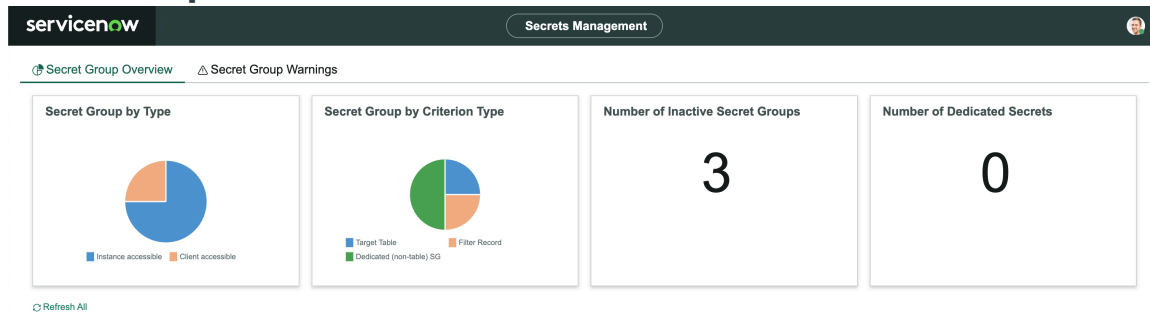 servicenow
Secrets Management
Secret Group Overview
Secret Group Warnings
Secret Group by Type
Instance accessible
Client accessible
Secret Group by Criterion Type
Target Table
Filter Record
Dedicated (non-table) SG
Number of Inactive Secret Groups
3
Number of Dedicated Secrets
0
Refresh All